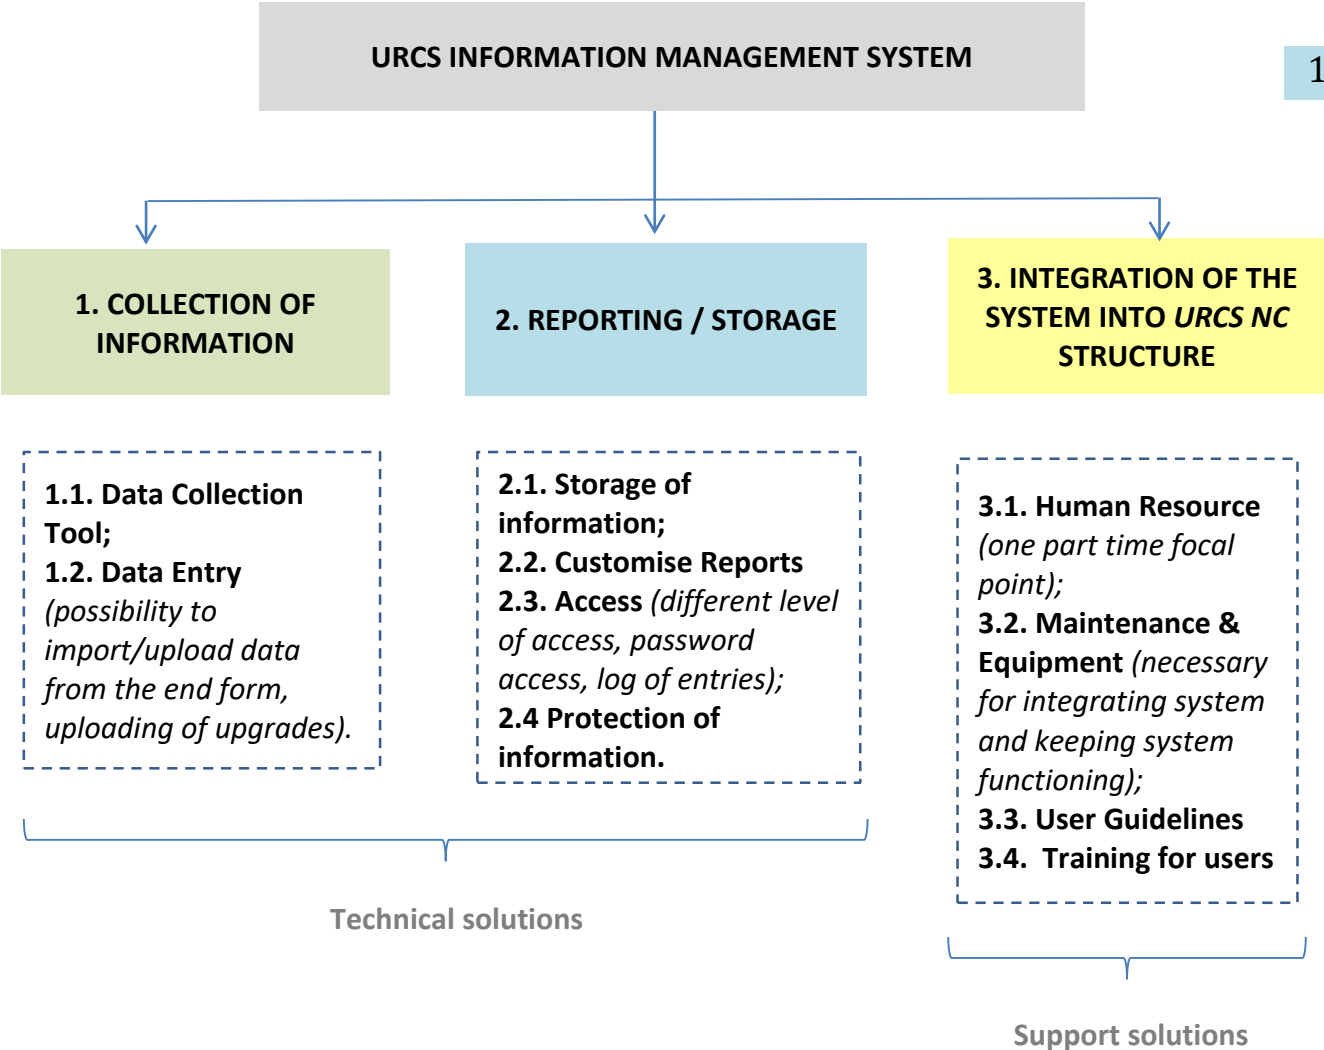 URCS INFORMATION MANAGEMENT SYSTEM
1
1. COLLECTION OF
INFORMATION
2. REPORTING / STORAGE
3. INTEGRATION OF THE
SYSTEM INTO URCS NC
STRUCTURE
1.1. Data Collection
Tool;
1.2. Data Entry
(possibility to
import/upload data
from the end form,
uploading of upgrades).
2.1. Storage of
information;
2.2. Customise Reports
2.3. Access (different level
of access, password
access, log of entries);
2.4 Protection of
information.
3.1. Human Resource
(one part time focal
point);
3.2. Maintenance &
Equipment (necessary
for integrating system
and keeping system
functioning);
3.3. User Guidelines
3.4.  Training for users
Technical solutions
Support solutions